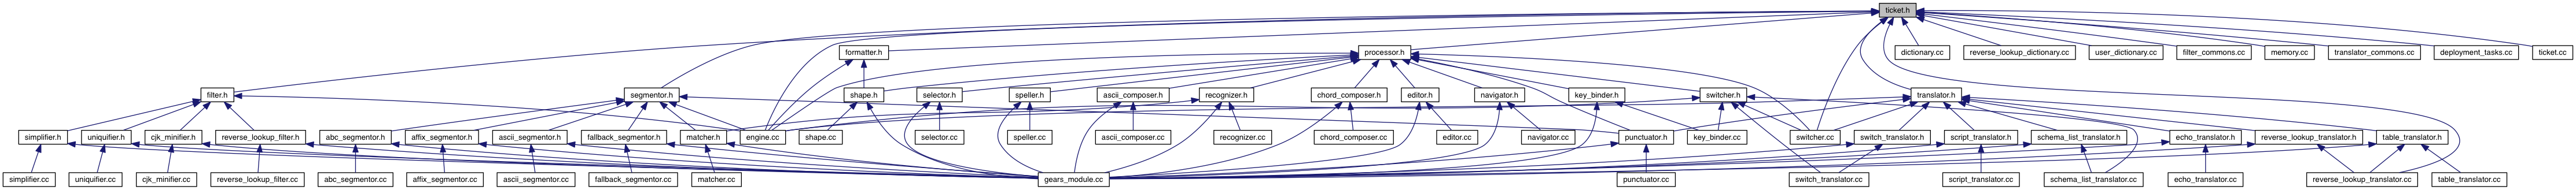 ticket.h
formatter.h
processor.h
dictionary.cc
reverse_lookup_dictionary.cc
user_dictionary.cc
filter_commons.cc
memory.cc
translator_commons.cc
deployment_tasks.cc
ticket.cc
filter.h
segmentor.h
shape.h
selector.h
speller.h
ascii_composer.h
recognizer.h
chord_composer.h
editor.h
navigator.h
key_binder.h
switcher.h
translator.h
simplifier.h
uniquifier.h
cjk_minifier.h
reverse_lookup_filter.h
abc_segmentor.h
affix_segmentor.h
ascii_segmentor.h
fallback_segmentor.h
matcher.h
engine.cc
shape.cc
selector.cc
speller.cc
ascii_composer.cc
recognizer.cc
chord_composer.cc
editor.cc
navigator.cc
punctuator.h
key_binder.cc
switcher.cc
switch_translator.h
script_translator.h
schema_list_translator.h
echo_translator.h
reverse_lookup_translator.h
table_translator.h
simplifier.cc
uniquifier.cc
cjk_minifier.cc
reverse_lookup_filter.cc
abc_segmentor.cc
affix_segmentor.cc
ascii_segmentor.cc
fallback_segmentor.cc
matcher.cc
gears_module.cc
punctuator.cc
switch_translator.cc
script_translator.cc
schema_list_translator.cc
echo_translator.cc
reverse_lookup_translator.cc
table_translator.cc